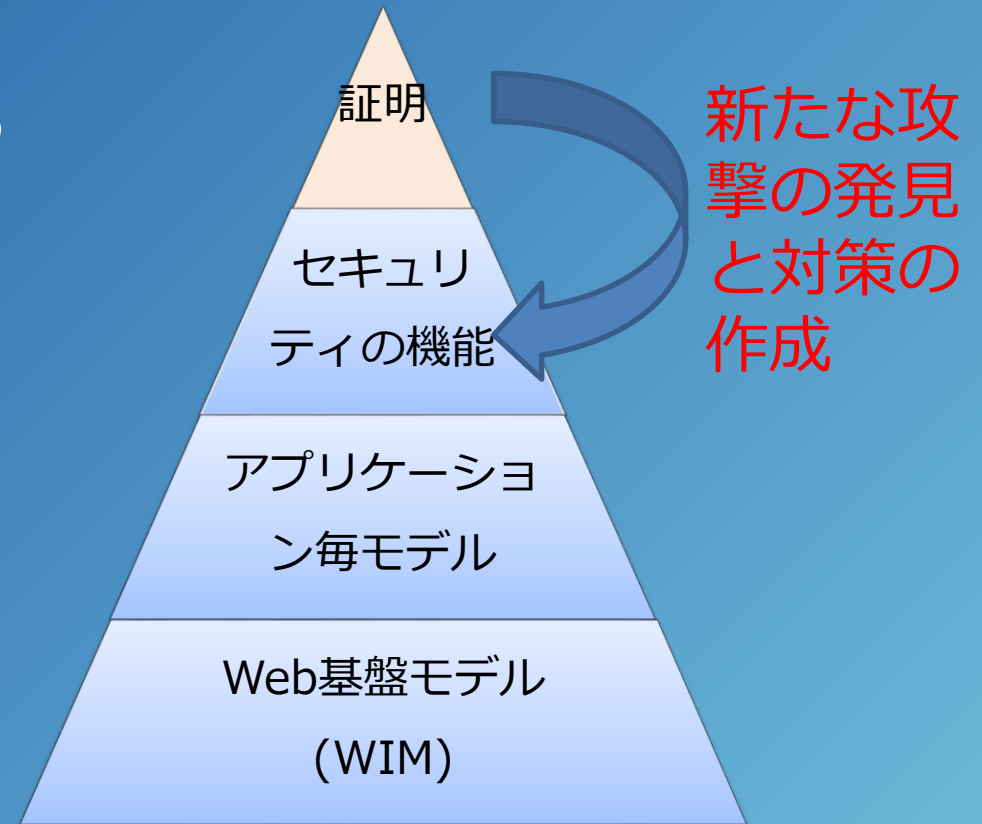 証明
新たな攻
撃の発見
と対策の
作成
セキュリ
ティの機能
アプリケーショ
ン毎モデル
Web基盤モデル
(WIM)